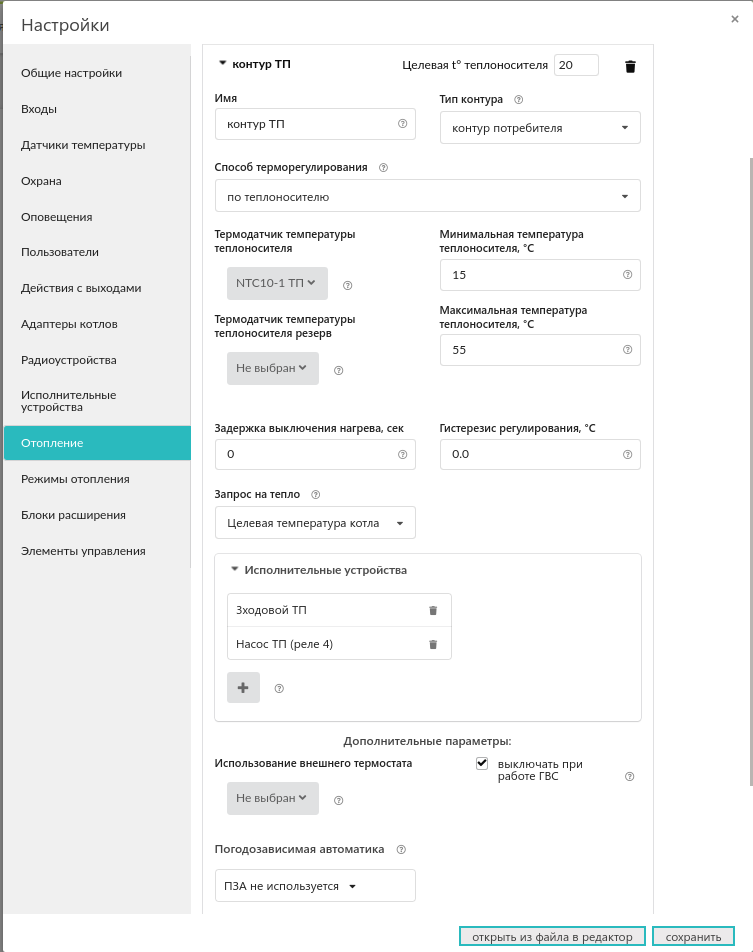 Настройки
×
Общие настройки
Входы
Датчики температуры
Охрана
Оповещения
Пользователи
Действия с выходами
Адаптеры котлов
Радиоустройства
Исполнительные
устройства
Отопление
Режимы отопления
Блоки расширения
Элементы управления
контур ТП
Целевая t° теплоносителя 20
Имя
Тип контура
контур ТП
контур потребителя
Способ терморегулирования
по теплоносителю
Термодатчик температуры
теплоносителя
Минимальная температура
теплоносителя, °C
NTC10-1 ТП
15
Термодатчик температуры
теплоносителя резерв
Максимальная температура
теплоносителя, °C
Не выбран
55
Задержка выключения нагрева, сек
Гистерезис регулирования, °C
0
0.0
Запрос на тепло
Целевая температура котла
Исполнительные устройства
3ходовой ТП
Насос ТП (реле 4)
+
Дополнительные параметры:
Использование внешнего термостата
выключать при
работе ГВС
Не выбран
Погодозависимая автоматика
ПЗА не используется
открыть из файла в редактор
сохранить